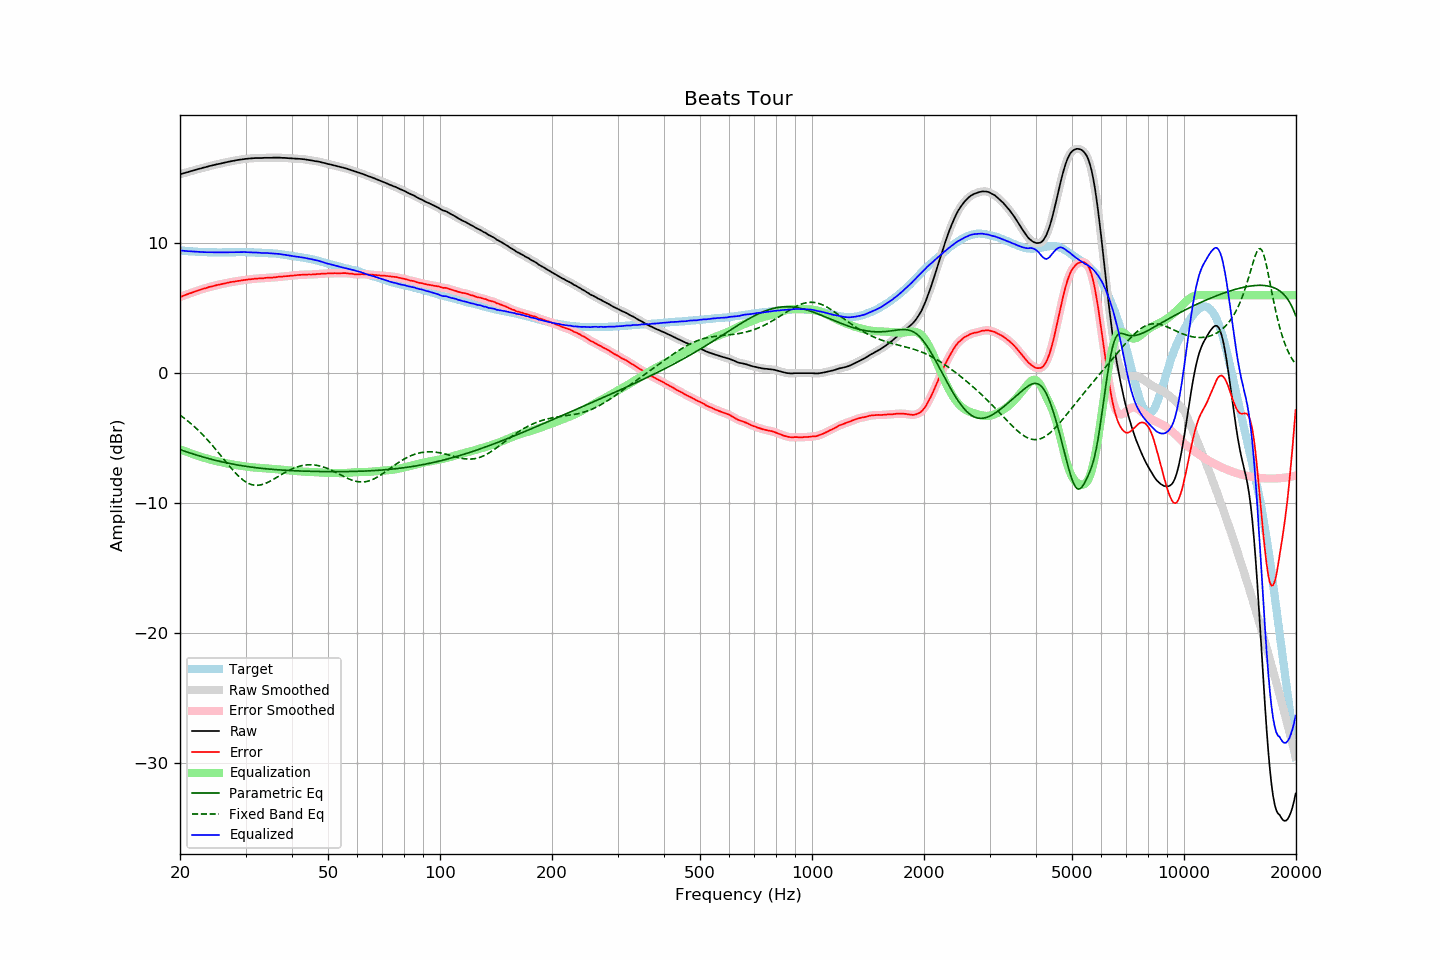 Beats Tour
Amplitude (dBr)
10
0
−10
−20
−30
Target
Raw Smoothed
Error Smoothed
Raw
Error
Equalization
Parametric Eq
Fixed Band Eq
Equalized
20 50 100 200 500 1000 2000 5000 10000 20000
Frequency (Hz)